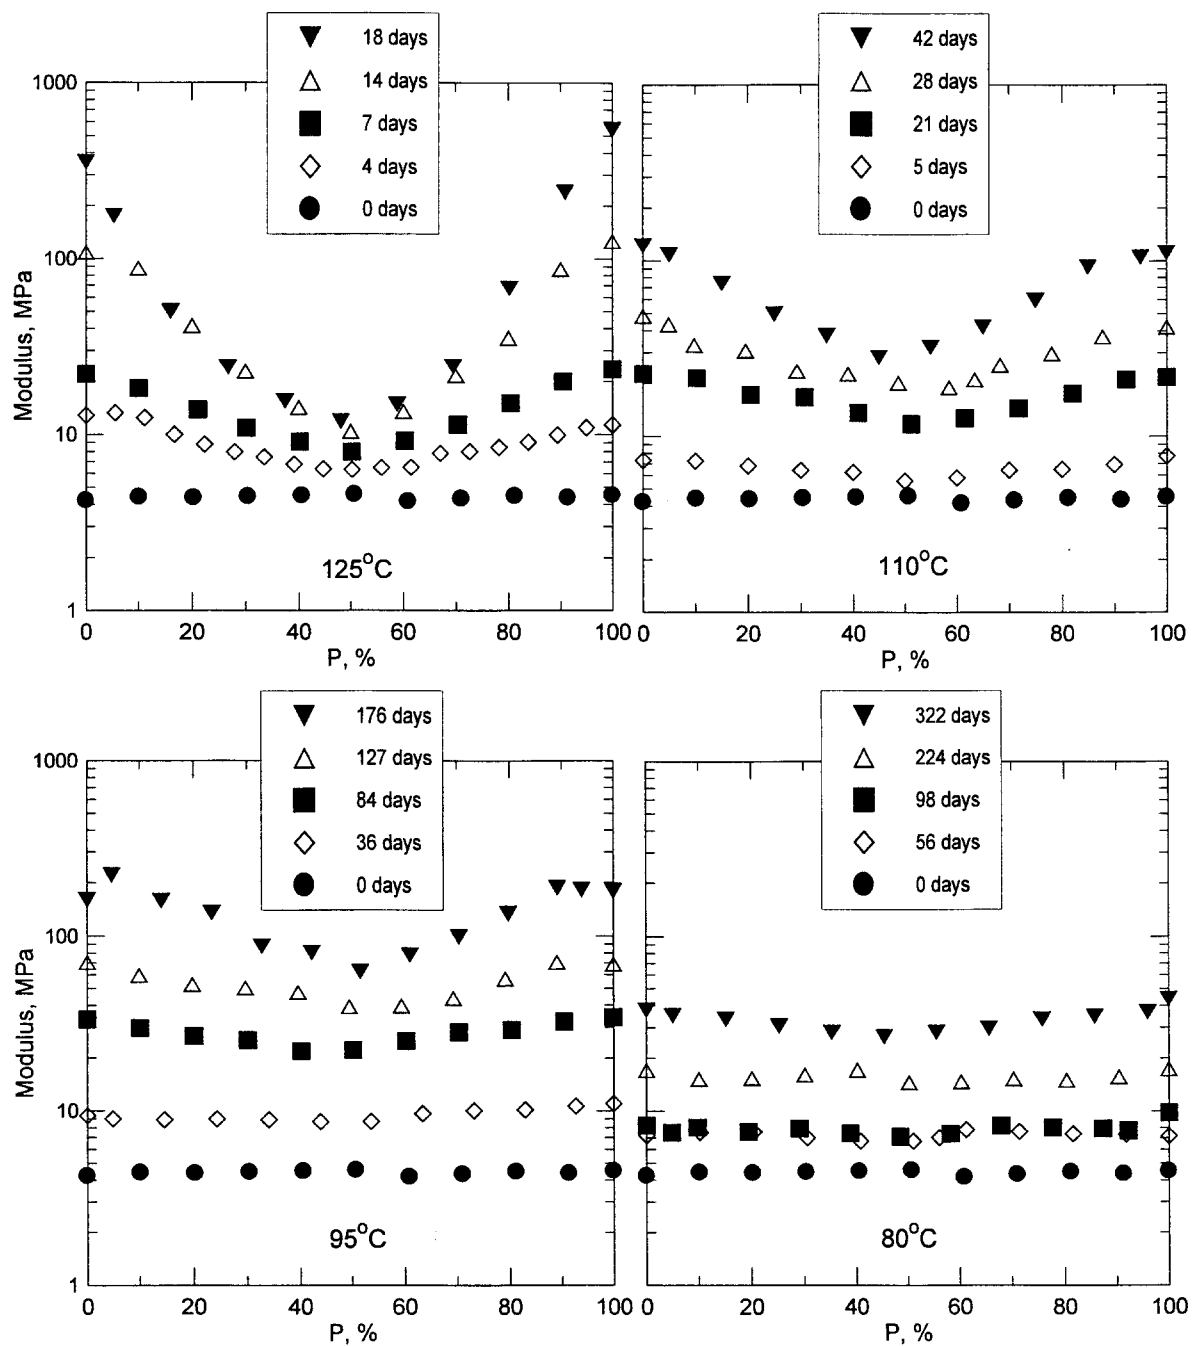 18 days
14 days
7 days
4 days
0 days
42 days
28 days
21 days
5 days
0 days
1000
100
10
1
Modulus, MPa
125°C
110°C
0 20 40 60 80 100
0 20 40 60 80 100
P, %
P, %
176 days
127 days
84 days
36 days
0 days
322 days
224 days
98 days
56 days
0 days
1000
100
10
1
Modulus, MPa
95°C
80°C
0 20 40 60 80 100
0 20 40 60 80 100
P, %
P, %